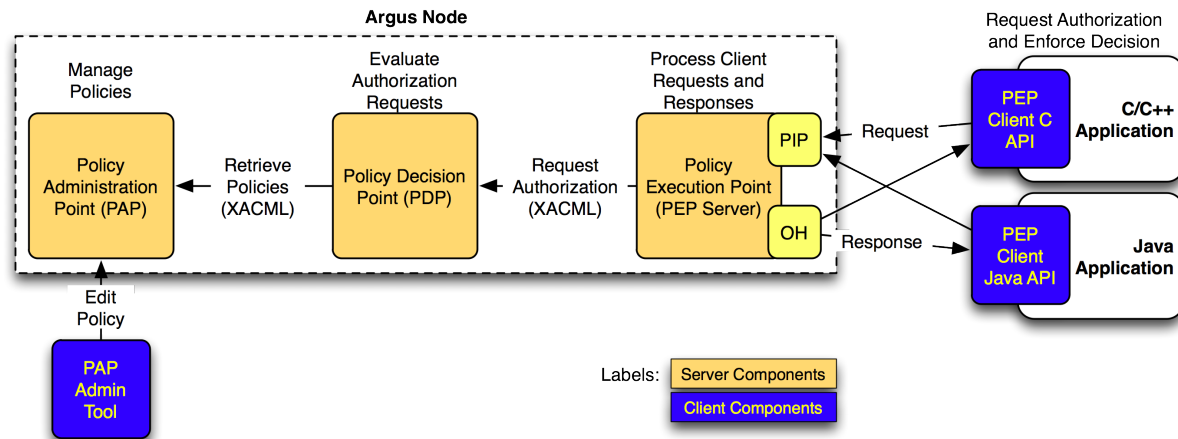 Argus Node
Request Authorization
and Enforce Decision
Manage
Policies
Evaluate
Authorization
Requests
Process Client
Requests and
Responses
Policy
Administration
Point (PAP)
Retrieve
Policies
(XACML)
Policy Decision
Point (PDP)
Request
Authorization
(XACML)
Policy
Execution Point
(PEP Server)
PIP
OH
Request
Response
PEP
Client C
API
C/C++
Application
PEP
Client
Java API
Java
Application
Edit
Policy
PAP
Admin
Tool
Labels:
Server Components
Client Components